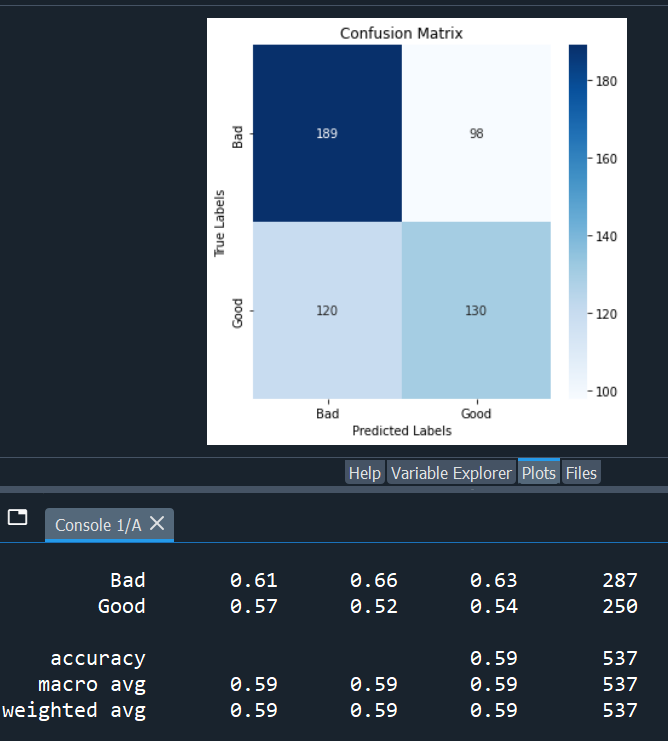 Confusion Matrix
True Labels
Bad
189 98
180
160
140
120
100
Good
120 130
Bad Good
Predicted Labels
Help Variable Explorer Plots Files
Console 1/A
Bad 0.61 0.66 0.63 287
Good 0.57 0.52 0.54 250
accuracy 0.59 537
macro avg 0.59 0.59 0.59 537
weighted avg 0.59 0.59 0.59 537